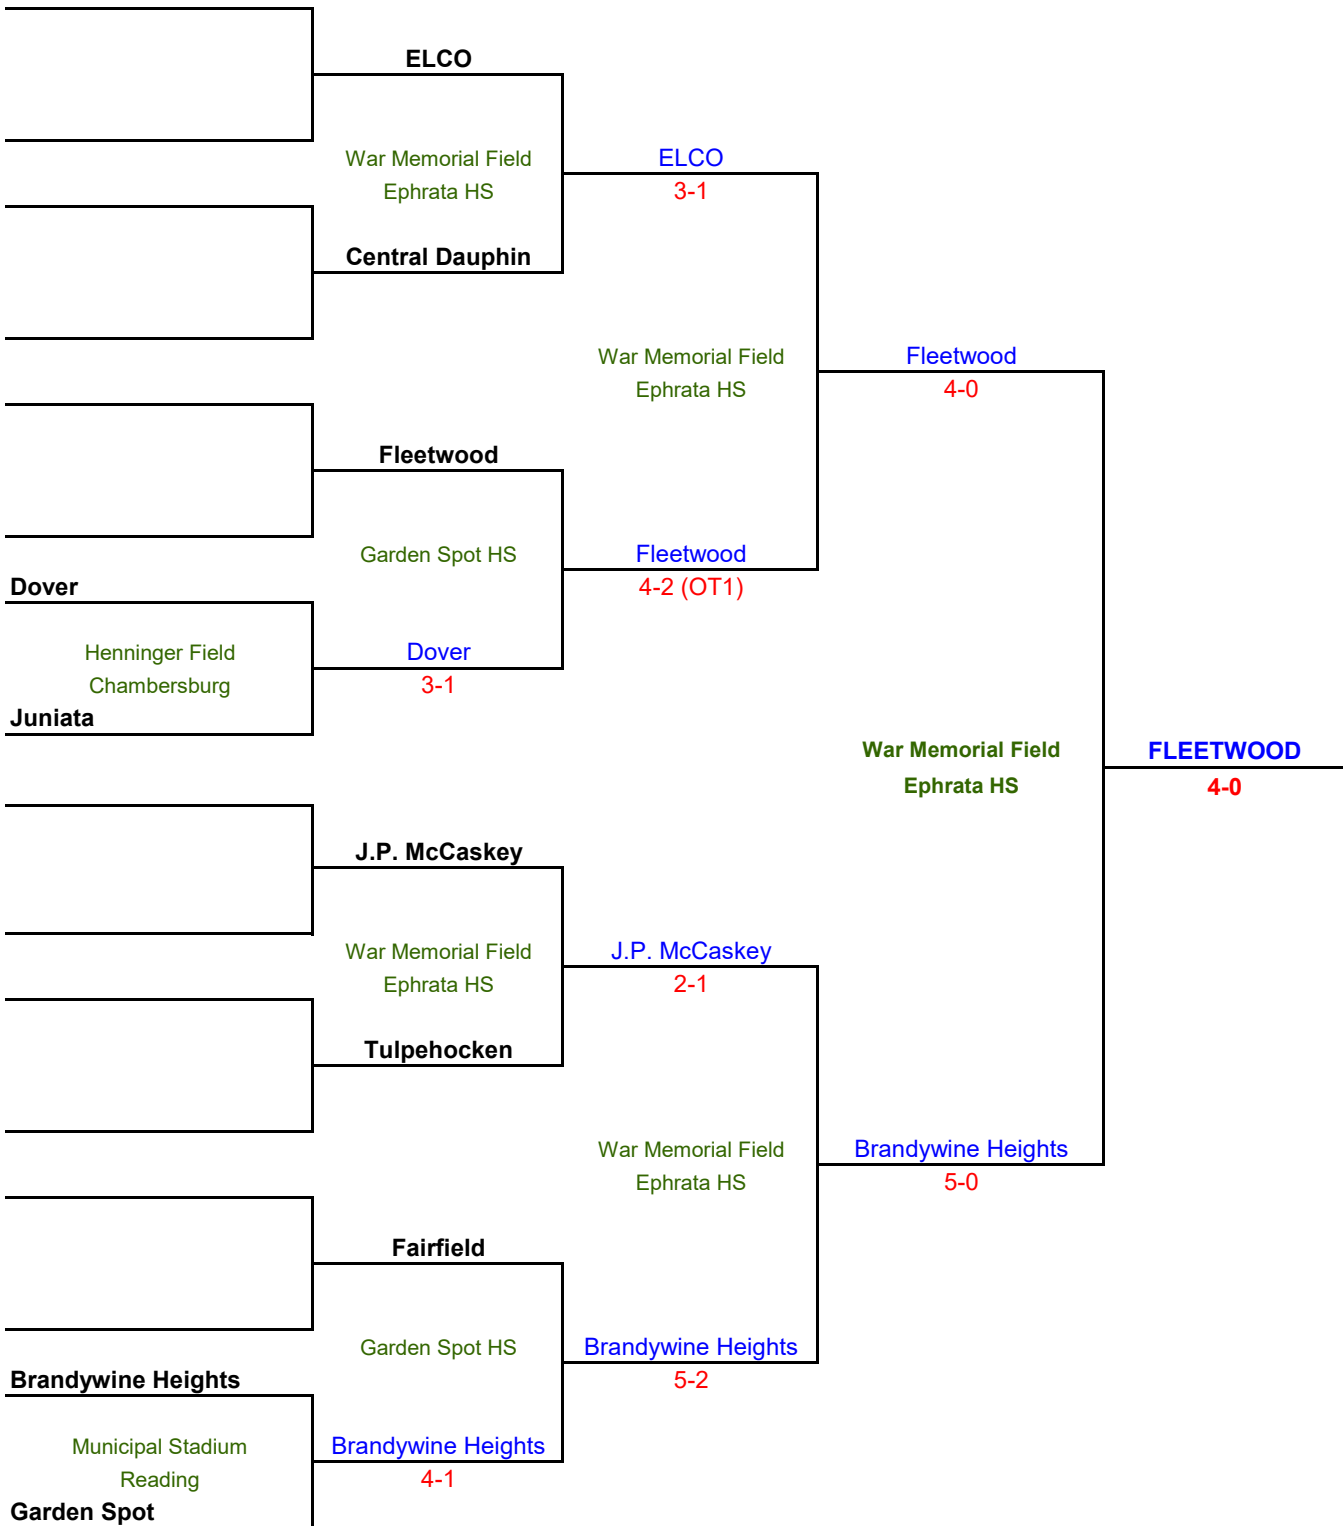 ELCO
War Memorial Field
Ephrata HS
ELCO
3-1
Central Dauphin
War Memorial Field
Ephrata HS
Fleetwood
4-0
Fleetwood
Garden Spot HS
Fleetwood
4-2 (OT1)
Dover
Henninger Field
Chambersburg
Dover
3-1
Juniata
War Memorial Field
Ephrata HS
FLEETWOOD
4-0
J.P. McCaskey
War Memorial Field
Ephrata HS
J.P. McCaskey
2-1
Tulpehocken
War Memorial Field
Ephrata HS
Brandywine Heights
5-0
Fairfield
Garden Spot HS
Brandywine Heights
5-2
Brandywine Heights
Municipal Stadium
Reading
Brandywine Heights
4-1
Garden Spot